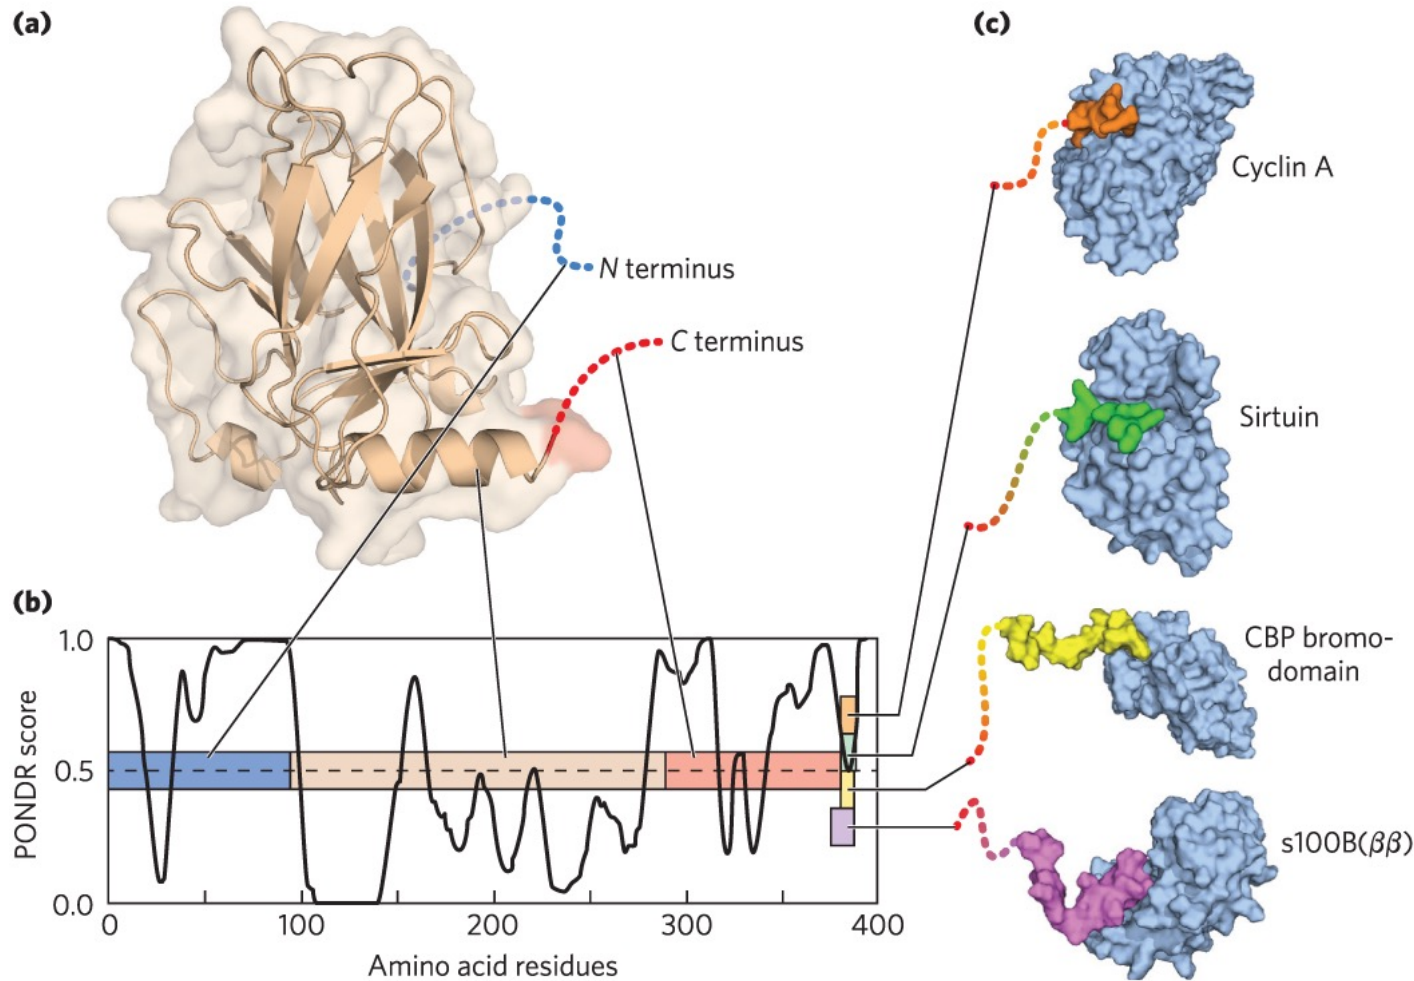 (a)
N terminus
C terminus
(b)
PONDR score
1.0
0.5
0.0
0
100
200
300
400
Amino acid residues
(c)
Cyclin A
Sirtuin
CBP bromo-
domain
s100B(ββ)